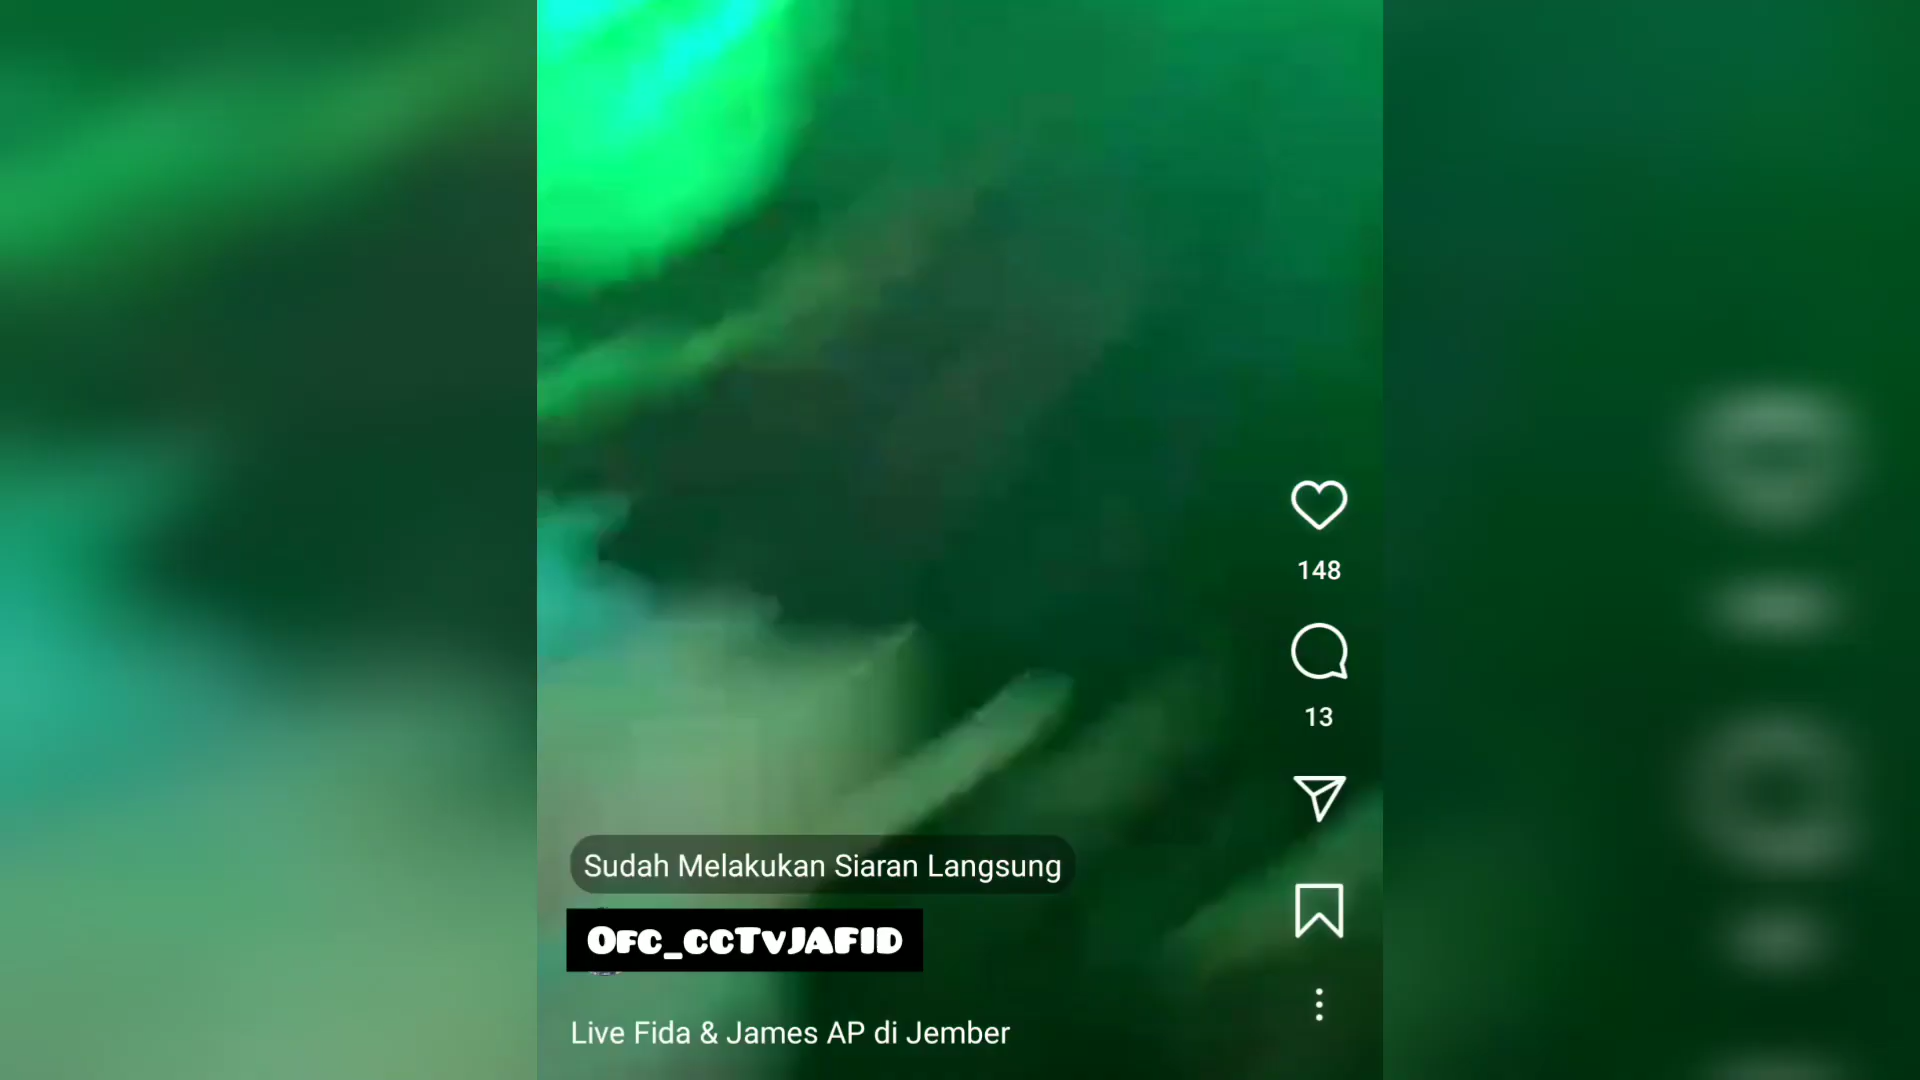 148
13
Sudah Melakukan Siaran Langsung
Ofc_ccTvJAFID
Live Fida & James AP di Jember